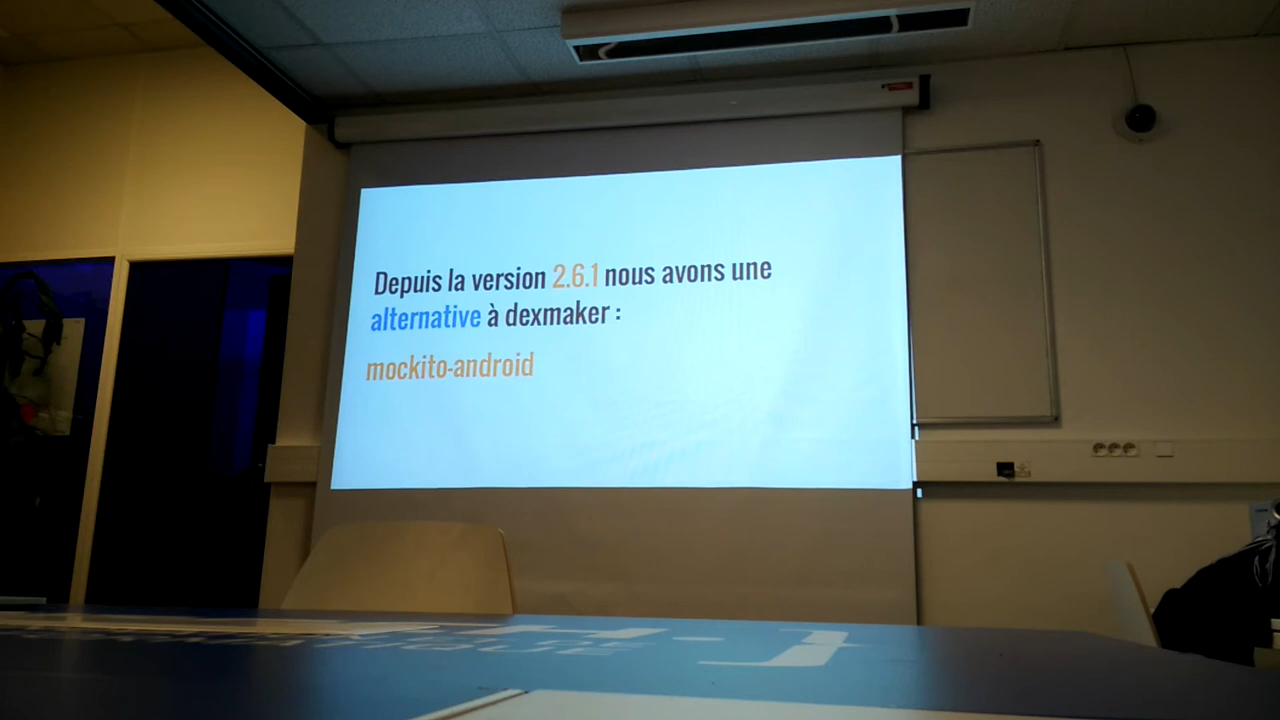 Depuis la version 2.6.1 nous avons une
alternative à dexmaker :
mockito-android